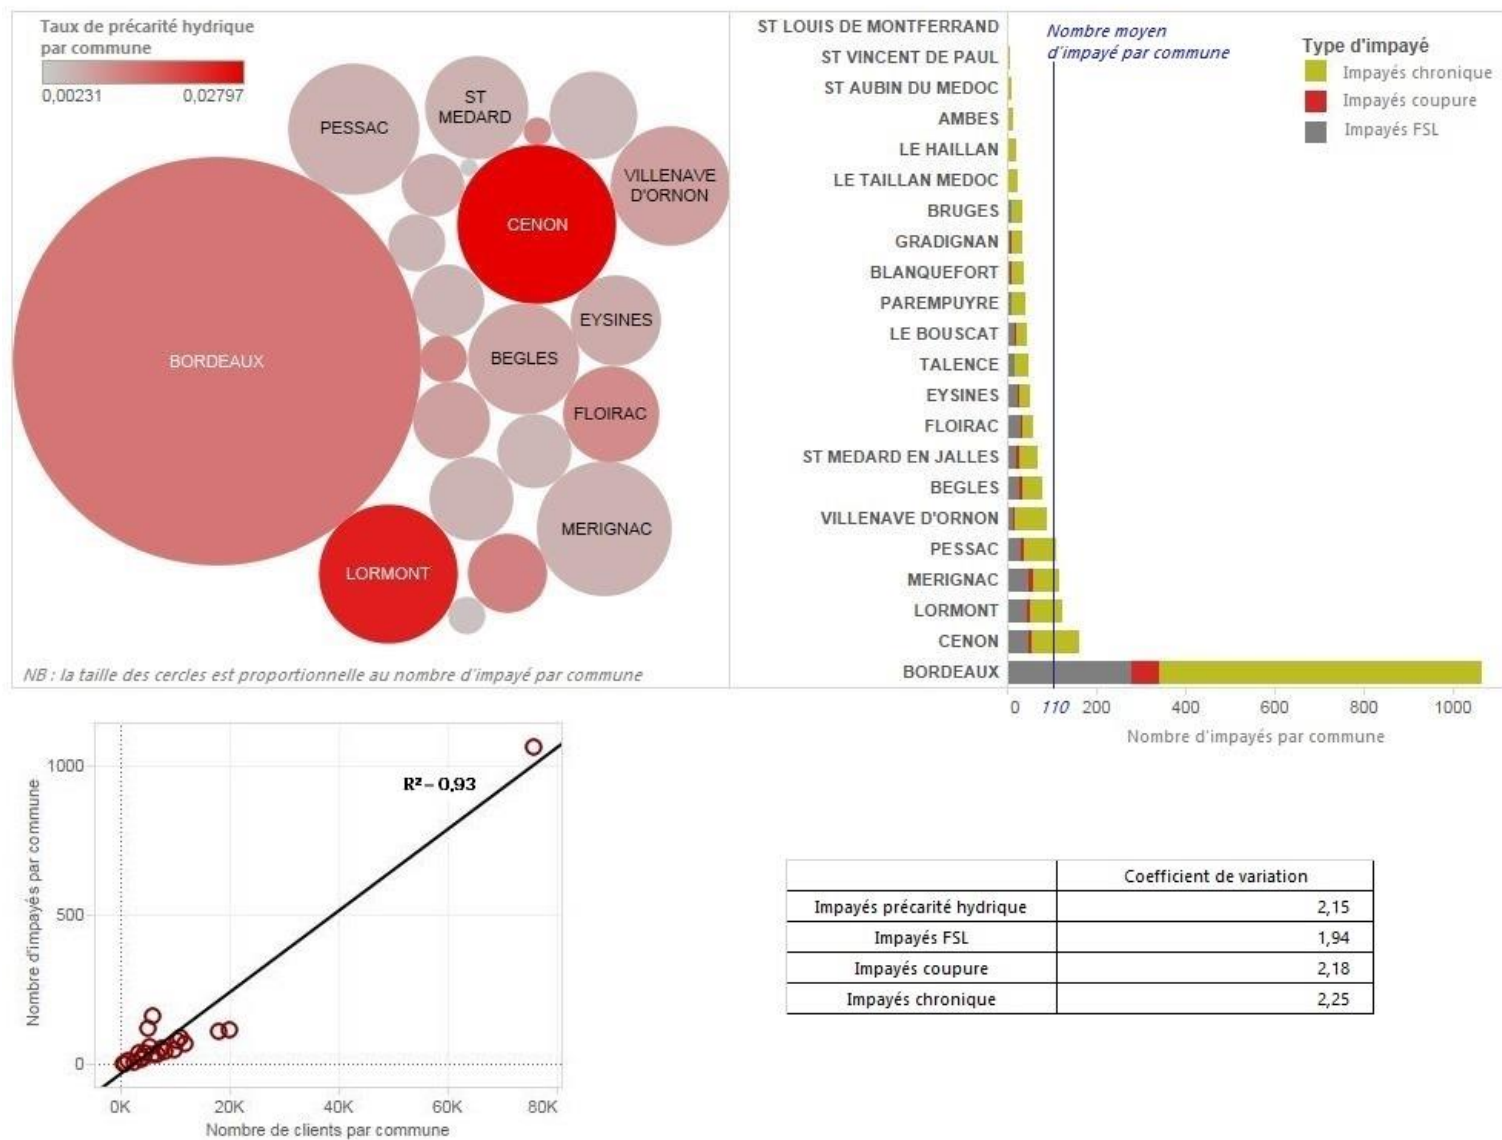 Taux de précarité hydrique
par commune
0,00231
0,02797
PESSAC
ST
MEDARD
VILLENAVE
D'ORNON
CENON
EYSINES
BORDEAUX
BEGLES
FLOIRAC
MERIGNAC
LORMONT
NB : la taille des cercles est proportionnelle au nombre d'impayé par commune
ST LOUIS DE MONTFERRAND
ST VINCENT DE PAUL
ST AUBIN DU MEDOC
AMBES
LE HAILLAN
LE TAILLAN MEDOC
BRUGES
GRADIGNAN
BLANQUEFORT
PAREMPUYRE
LE BOUSCAT
TALENCE
EYSINES
FLOIRAC
ST MEDARD EN JALLES
BEGLES
VILLENAVE D'ORNON
PESSAC
MERIGNAC
LORMONT
CENON
BORDEAUX
Nombre moyen
d'impayé par commune
Type d'impayé
Impayés chronique
Impayés coupure
Impayés FSL
0 110 200 400 600 800 1000
Nombre d'impayés par commune
Nombre d'impayés par commune
1000
500
0
R² = 0,93
0K 20K 40K 60K 80K
Nombre de clients par commune
Coefficient de variation
Impayés précarité hydrique 2,15
Impayés FSL 1,94
Impayés coupure 2,18
Impayés chronique 2,25